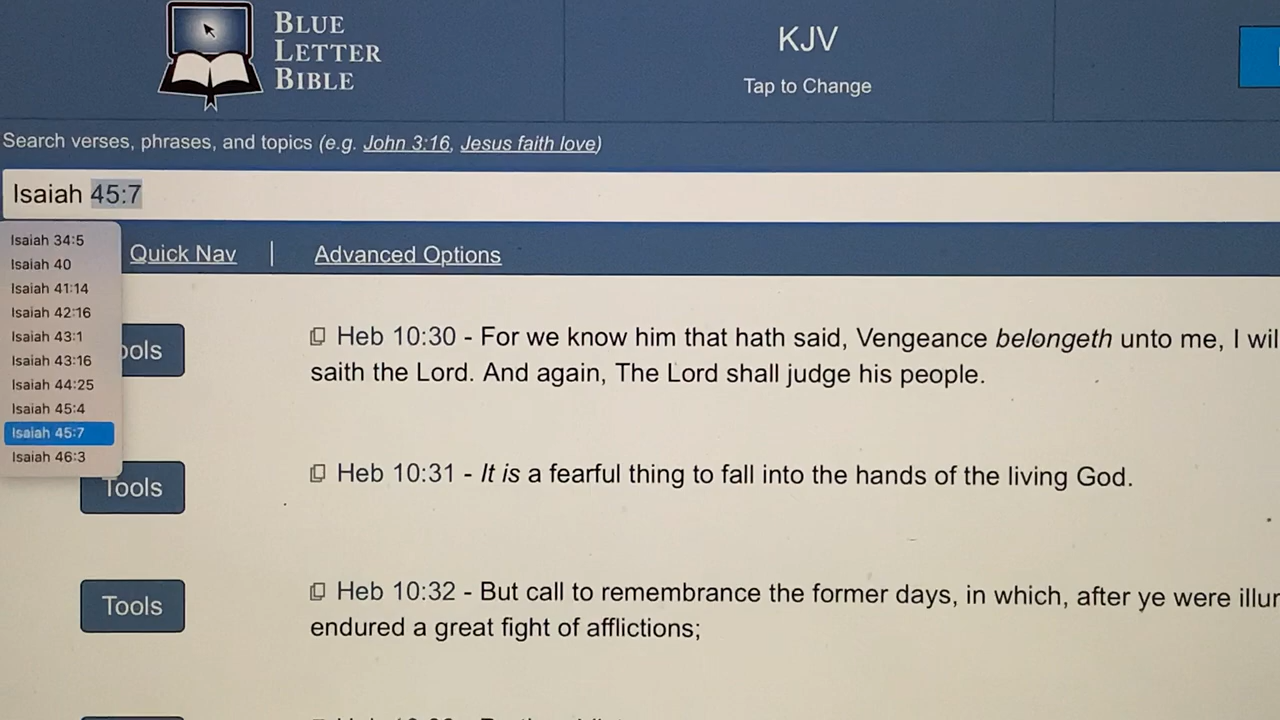 BLUE
LETTER
BIBLE
KJV
Tap to Change
Search verses, phrases, and topics (e.g. John 3:16, Jesus faith love)
Isaiah 45:7
Isaiah 34:5
Isaiah 40
Isaiah 41:14
Isaiah 42:16
Isaiah 43:1
Isaiah 43:16
Isaiah 44:25
Isaiah 45:4
Isaiah 45:7
Isaiah 46:3
Quick Nav | Advanced Options
ools
Heb 10:30 - For we know him that hath said, Vengeance belongeth unto me, I wil
saith the Lord. And again, The Lord shall judge his people.
Tools
Heb 10:31 - It is a fearful thing to fall into the hands of the living God.
Tools
Heb 10:32 - But call to remembrance the former days, in which, after ye were illu
endured a great fight of afflictions;